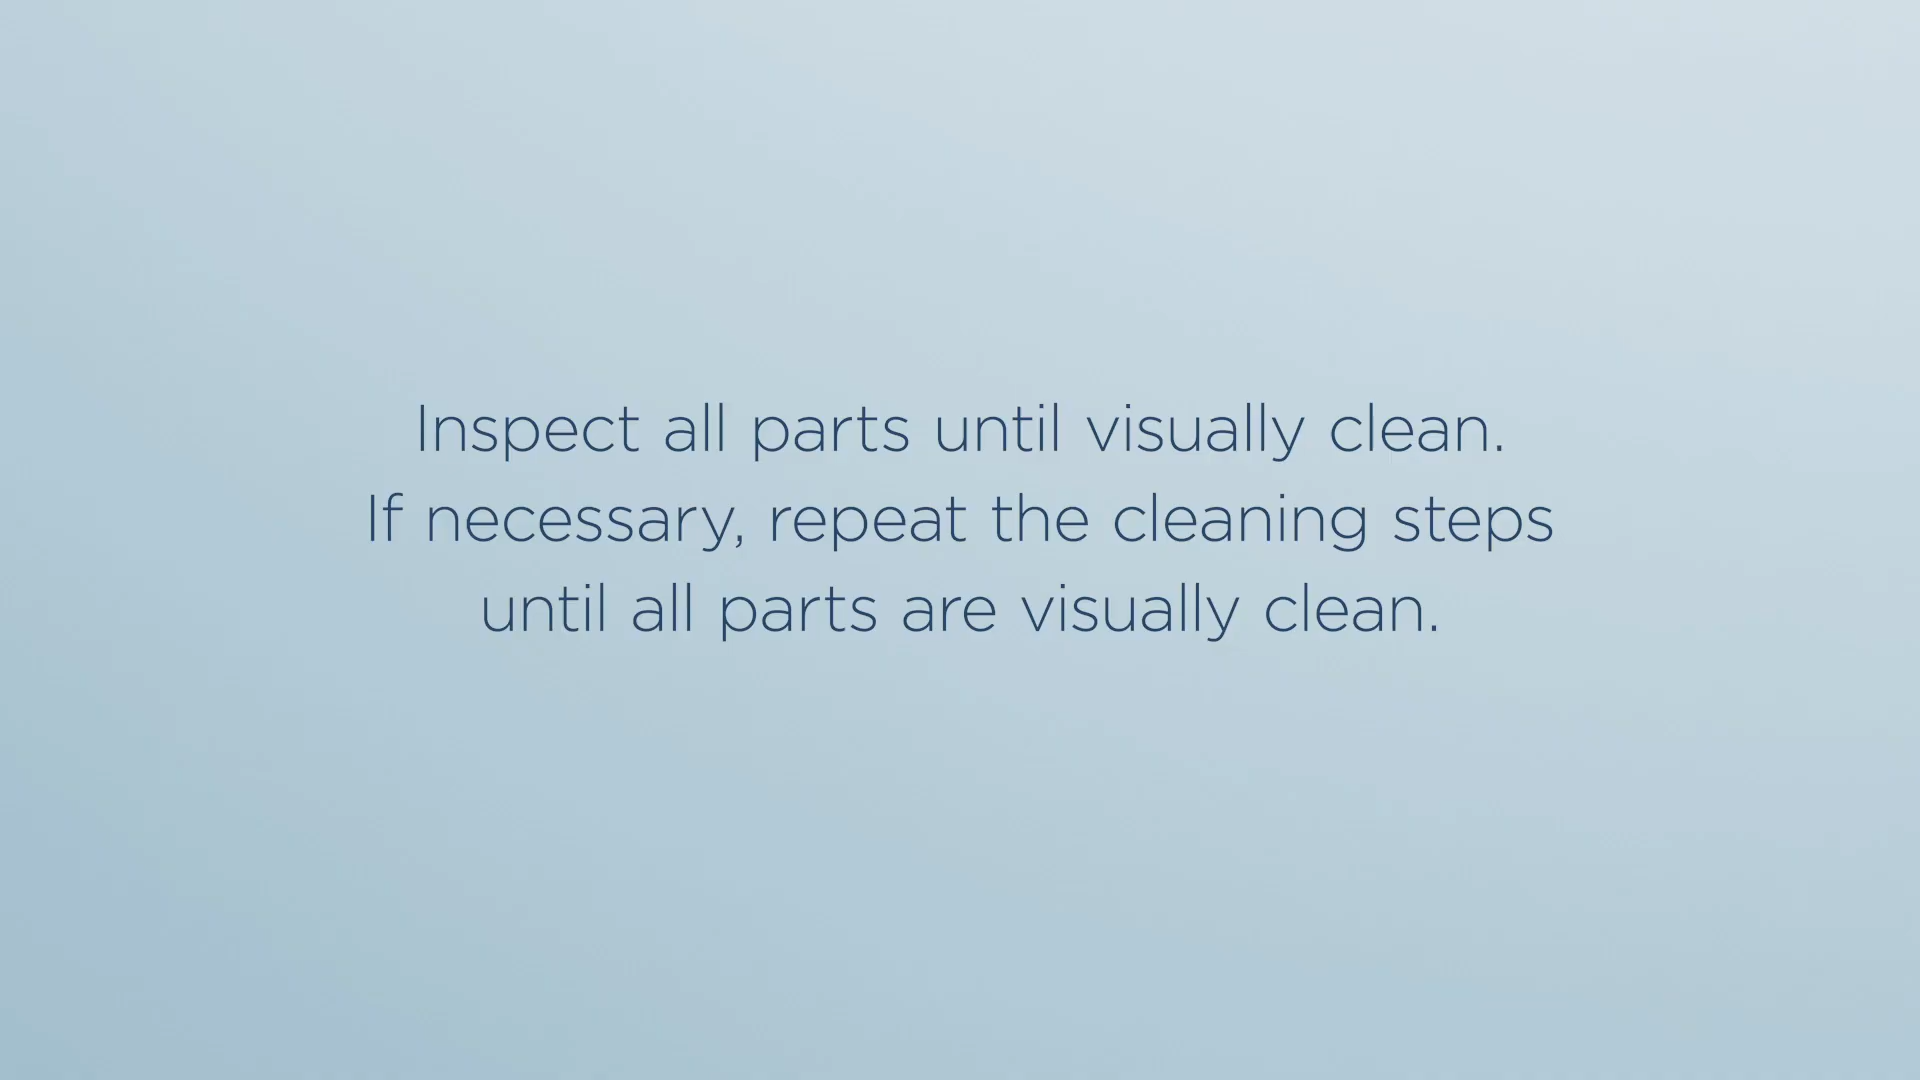 Inspect all parts until visually clean.
If necessary, repeat the cleaning steps
until all parts are visually clean.